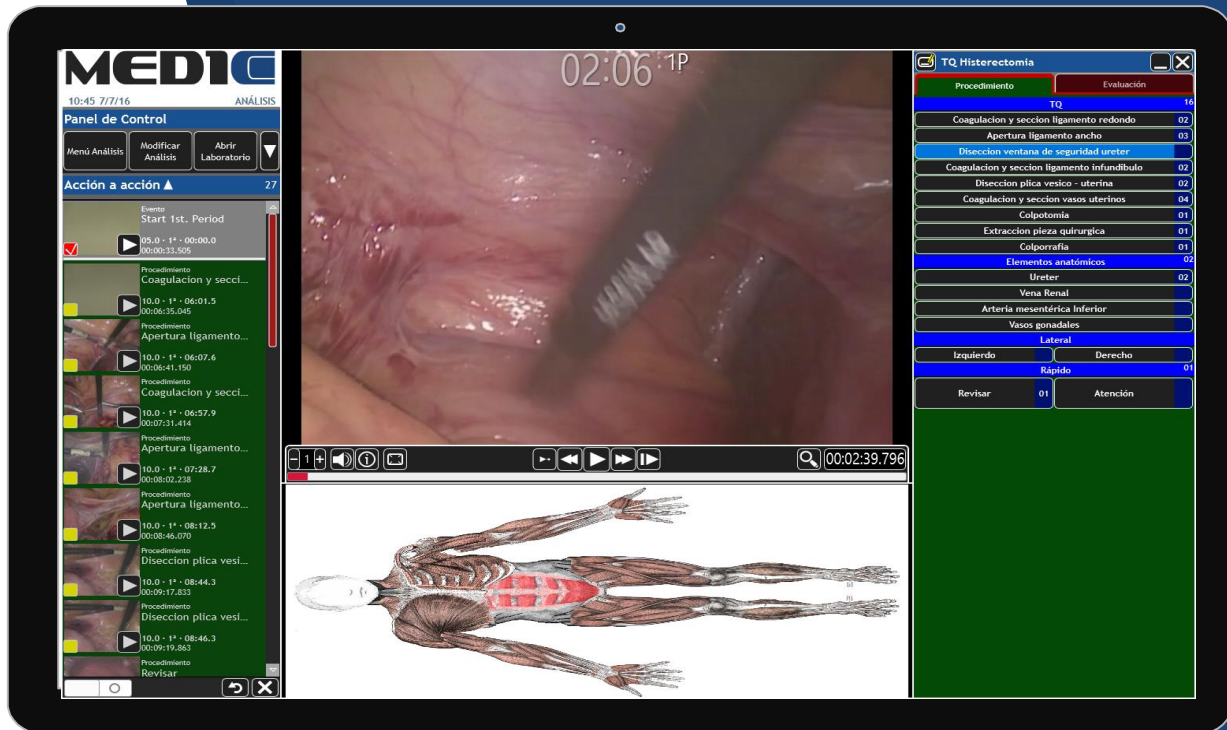 MED1C
10:45 7/7/16 ANÁLISIS
Panel de Control
Menú Análisis
Modificar
Análisis
Abrir
Laboratorio
Acción a acción 27
Evento
Start 1st. Period
05.0 · 1ª · 00:00.0
00:00:33.505
Procedimiento
Coagulacion y secci...
10.0 · 1ª · 06:01.5
00:06:35.045
Procedimiento
Apertura ligamento...
10.0 · 1ª · 06:07.6
00:06:41.150
Procedimiento
Coagulacion y secci...
10.0 · 1ª · 06:57.9
00:07:31.414
Procedimiento
Apertura ligamento...
10.0 · 1ª · 07:28.7
00:08:02.238
Procedimiento
Apertura ligamento...
10.0 · 1ª · 08:12.5
00:08:46.070
Procedimiento
Diseccion plica vesi...
10.0 · 1ª · 08:44.3
00:09:17.833
Procedimiento
Diseccion plica vesi...
10.0 · 1ª · 08:46.3
00:09:19.863
Procedimiento
Revisar
02:06 1P
- 1 +
00:02:39.796
TQ Histerectomia
Procedimiento Evaluación
TQ 16
Coagulacion y seccion ligamento redondo 02
Apertura ligamento ancho 03
Diseccion ventana de seguridad ureter
Coagulacion y seccion ligamento infundibulo 02
Diseccion plica vesico - uterina 02
Coagulacion y seccion vasos uterinos 04
Colpotomia 01
Extraccion pieza quirurgica 01
Colporrafia 01
Elementos anatómicos 02
Ureter 02
Vena Renal
Arteria mesentérica Inferior
Vasos gonadales
Lateral
Izquierdo Derecho
Rápido 01
Revisar 01 Atención